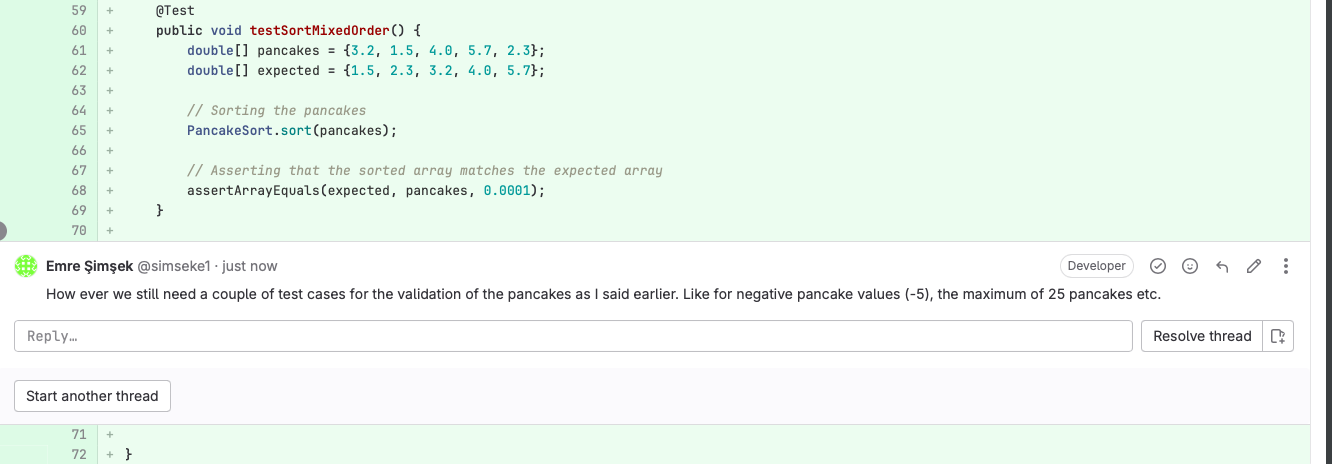 59 + @Test
60 + public void testSortMixedOrder() {
61 + double[] pancakes = {3.2, 1.5, 4.0, 5.7, 2.3};
62 + double[] expected = {1.5, 2.3, 3.2, 4.0, 5.7};
63 +
64 + // Sorting the pancakes
65 + PancakeSort.sort(pancakes);
66 +
67 + // Asserting that the sorted array matches the expected array
68 + assertArrayEquals(expected, pancakes, 0.0001);
69 + }
70 +
Emre Şimşek @simseke1 · just now Developer
How ever we still need a couple of test cases for the validation of the pancakes as I said earlier. Like for negative pancake values (-5), the maximum of 25 pancakes etc.
Reply… Resolve thread
Start another thread
71 +
72 + }